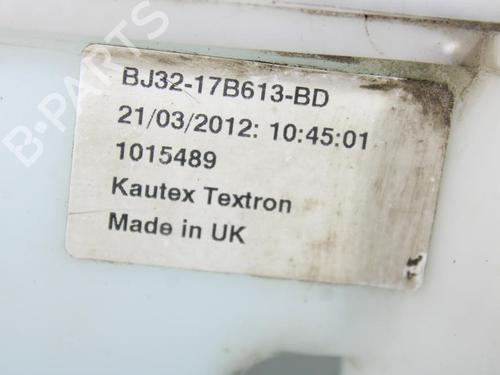 BJ32-17B613-BD
21/03/2012: 10:45:01
1015489
Kautex Textron
Made in UK
B-PARTS